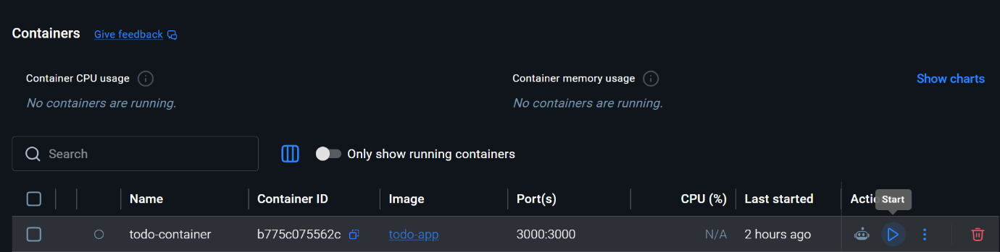 Containers Give feedback
Container CPU usage Container memory usage Show charts
No containers are running. No containers are running.
Search Only show running containers
Name Container ID Image Port(s) CPU (%) Last started Actio Start
todo-container b775c075562c todo-app 3000:3000 N/A 2 hours ago